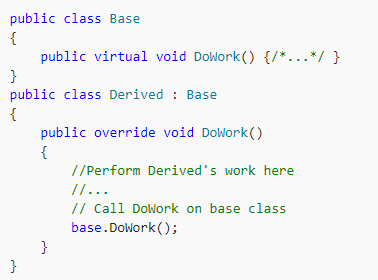 public class Base
{
    public virtual void DoWork() {/*...*/ }
}
public class Derived : Base
{
    public override void DoWork()
    {
        //Perform Derived's work here
        //...
        // Call DoWork on base class
        base.DoWork();
    }
}